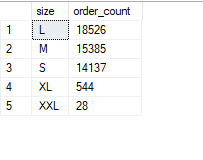 size order_count
1 L 18526
2 M 15385
3 S 14137
4 XL 544
5 XXL 28